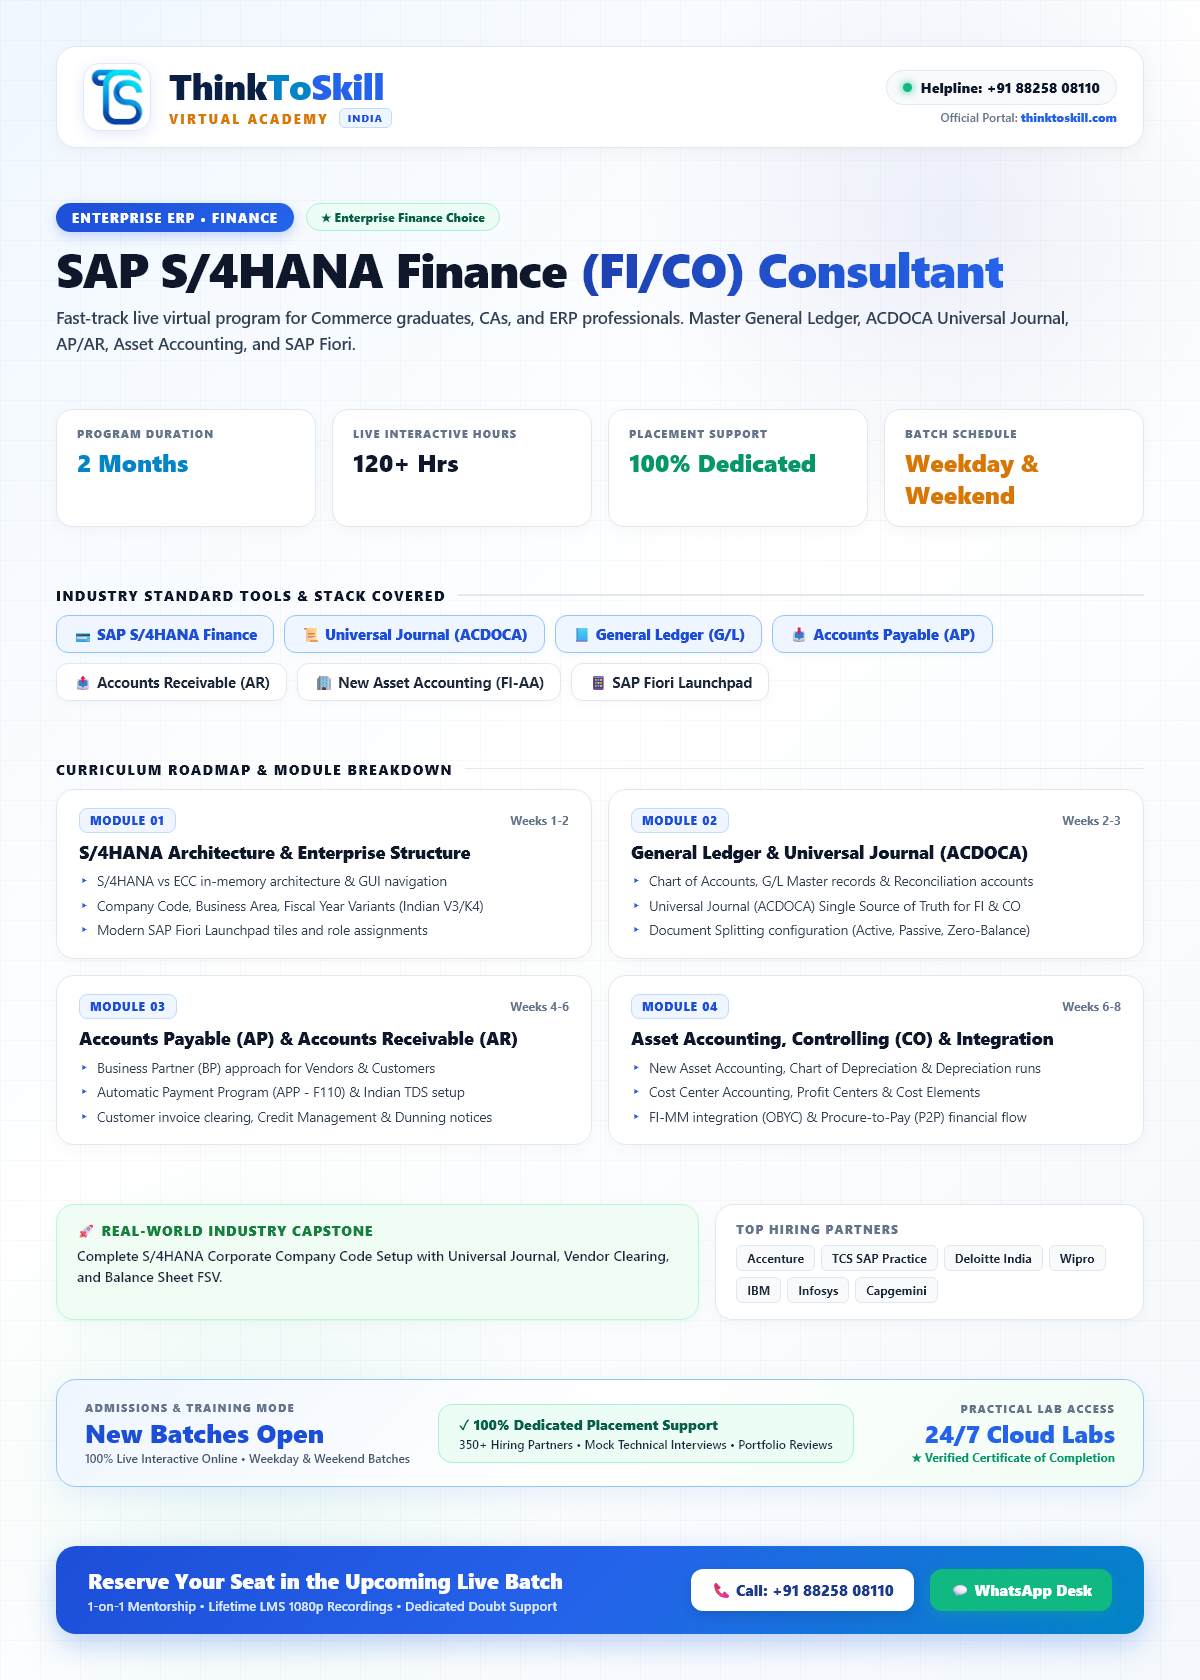 ThinkToSkill
VIRTUAL ACADEMY INDIA
Helpline: +91 88258 08110
Official Portal: thinktoskill.com
ENTERPRISE ERP • FINANCE
★ Enterprise Finance Choice
SAP S/4HANA Finance (FI/CO) Consultant
Fast-track live virtual program for Commerce graduates, CAs, and ERP professionals. Master General Ledger, ACDOCA Universal Journal,
AP/AR, Asset Accounting, and SAP Fiori.
PROGRAM DURATION
2 Months
LIVE INTERACTIVE HOURS
120+ Hrs
PLACEMENT SUPPORT
100% Dedicated
BATCH SCHEDULE
Weekday &
Weekend
INDUSTRY STANDARD TOOLS & STACK COVERED
SAP S/4HANA Finance
Universal Journal (ACDOCA)
General Ledger (G/L)
Accounts Payable (AP)
Accounts Receivable (AR)
New Asset Accounting (FI-AA)
SAP Fiori Launchpad
CURRICULUM ROADMAP & MODULE BREAKDOWN
MODULE 01
Weeks 1-2
S/4HANA Architecture & Enterprise Structure
‣ S/4HANA vs ECC in-memory architecture & GUI navigation
‣ Company Code, Business Area, Fiscal Year Variants (Indian V3/K4)
‣ Modern SAP Fiori Launchpad tiles and role assignments
MODULE 02
Weeks 2-3
General Ledger & Universal Journal (ACDOCA)
‣ Chart of Accounts, G/L Master records & Reconciliation accounts
‣ Universal Journal (ACDOCA) Single Source of Truth for FI & CO
‣ Document Splitting configuration (Active, Passive, Zero-Balance)
MODULE 03
Weeks 4-6
Accounts Payable (AP) & Accounts Receivable (AR)
‣ Business Partner (BP) approach for Vendors & Customers
‣ Automatic Payment Program (APP - F110) & Indian TDS setup
‣ Customer invoice clearing, Credit Management & Dunning notices
MODULE 04
Weeks 6-8
Asset Accounting, Controlling (CO) & Integration
‣ New Asset Accounting, Chart of Depreciation & Depreciation runs
‣ Cost Center Accounting, Profit Centers & Cost Elements
‣ FI-MM integration (OBYC) & Procure-to-Pay (P2P) financial flow
🚀 REAL-WORLD INDUSTRY CAPSTONE
Complete S/4HANA Corporate Company Code Setup with Universal Journal, Vendor Clearing,
and Balance Sheet FSV.
TOP HIRING PARTNERS
Accenture
TCS SAP Practice
Deloitte India
Wipro
IBM
Infosys
Capgemini
ADMISSIONS & TRAINING MODE
New Batches Open
100% Live Interactive Online • Weekday & Weekend Batches
✓ 100% Dedicated Placement Support
350+ Hiring Partners • Mock Technical Interviews • Portfolio Reviews
PRACTICAL LAB ACCESS
24/7 Cloud Labs
★ Verified Certificate of Completion
Reserve Your Seat in the Upcoming Live Batch
1-on-1 Mentorship • Lifetime LMS 1080p Recordings • Dedicated Doubt Support
📞 Call: +91 88258 08110
💬 WhatsApp Desk